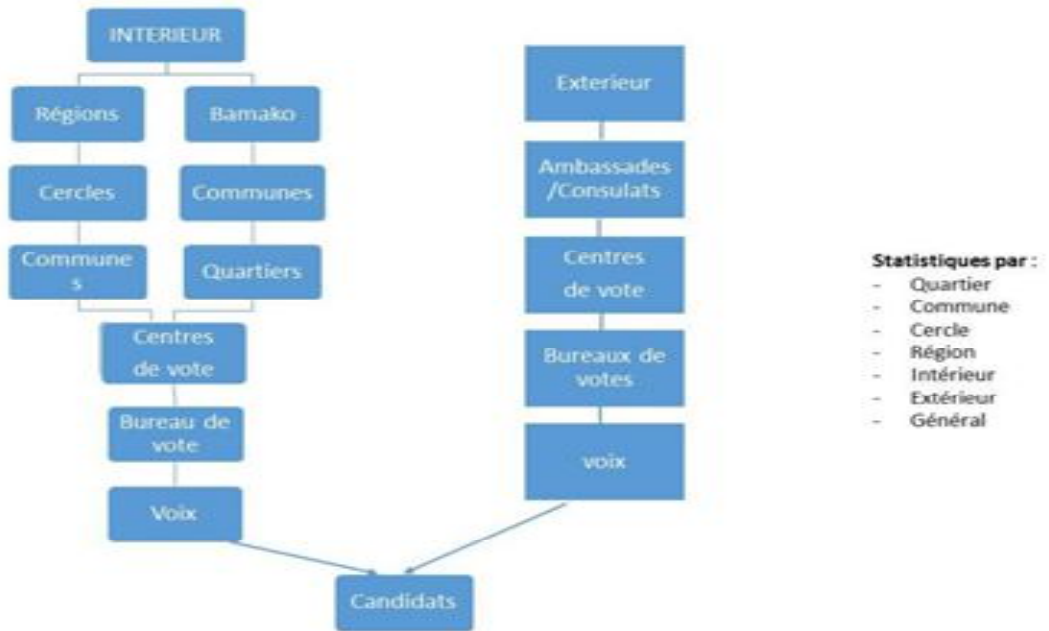 INTERIEUR
Régions
Bamako
Cercles
Communes
Commune
s
Quartiers
Centres
de vote
Bureau de
vote
Voix
Exterieur
Ambassades
/Consulats
Centres
de vote
Bureaux de
votes
voix
Candidats
Statistiques par :
- Quartier
- Commune
- Cercle
- Région
- Intérieur
- Extérieur
- Général